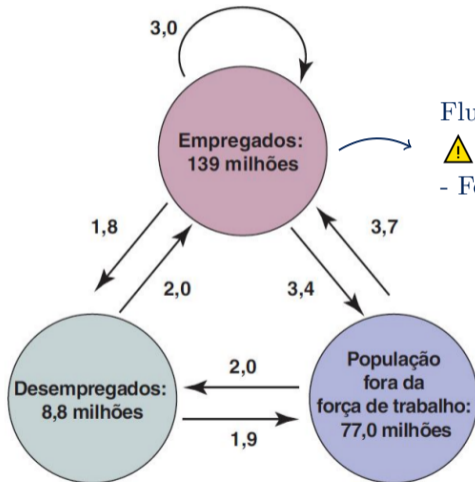 3,0
Empregados:
139 milhões
- 
1,8
3,7
2,0
3,4
Desempregados:
8,8 milhões
2,0
1,9
População
fora da
força de trabalho:
77,0 milhões